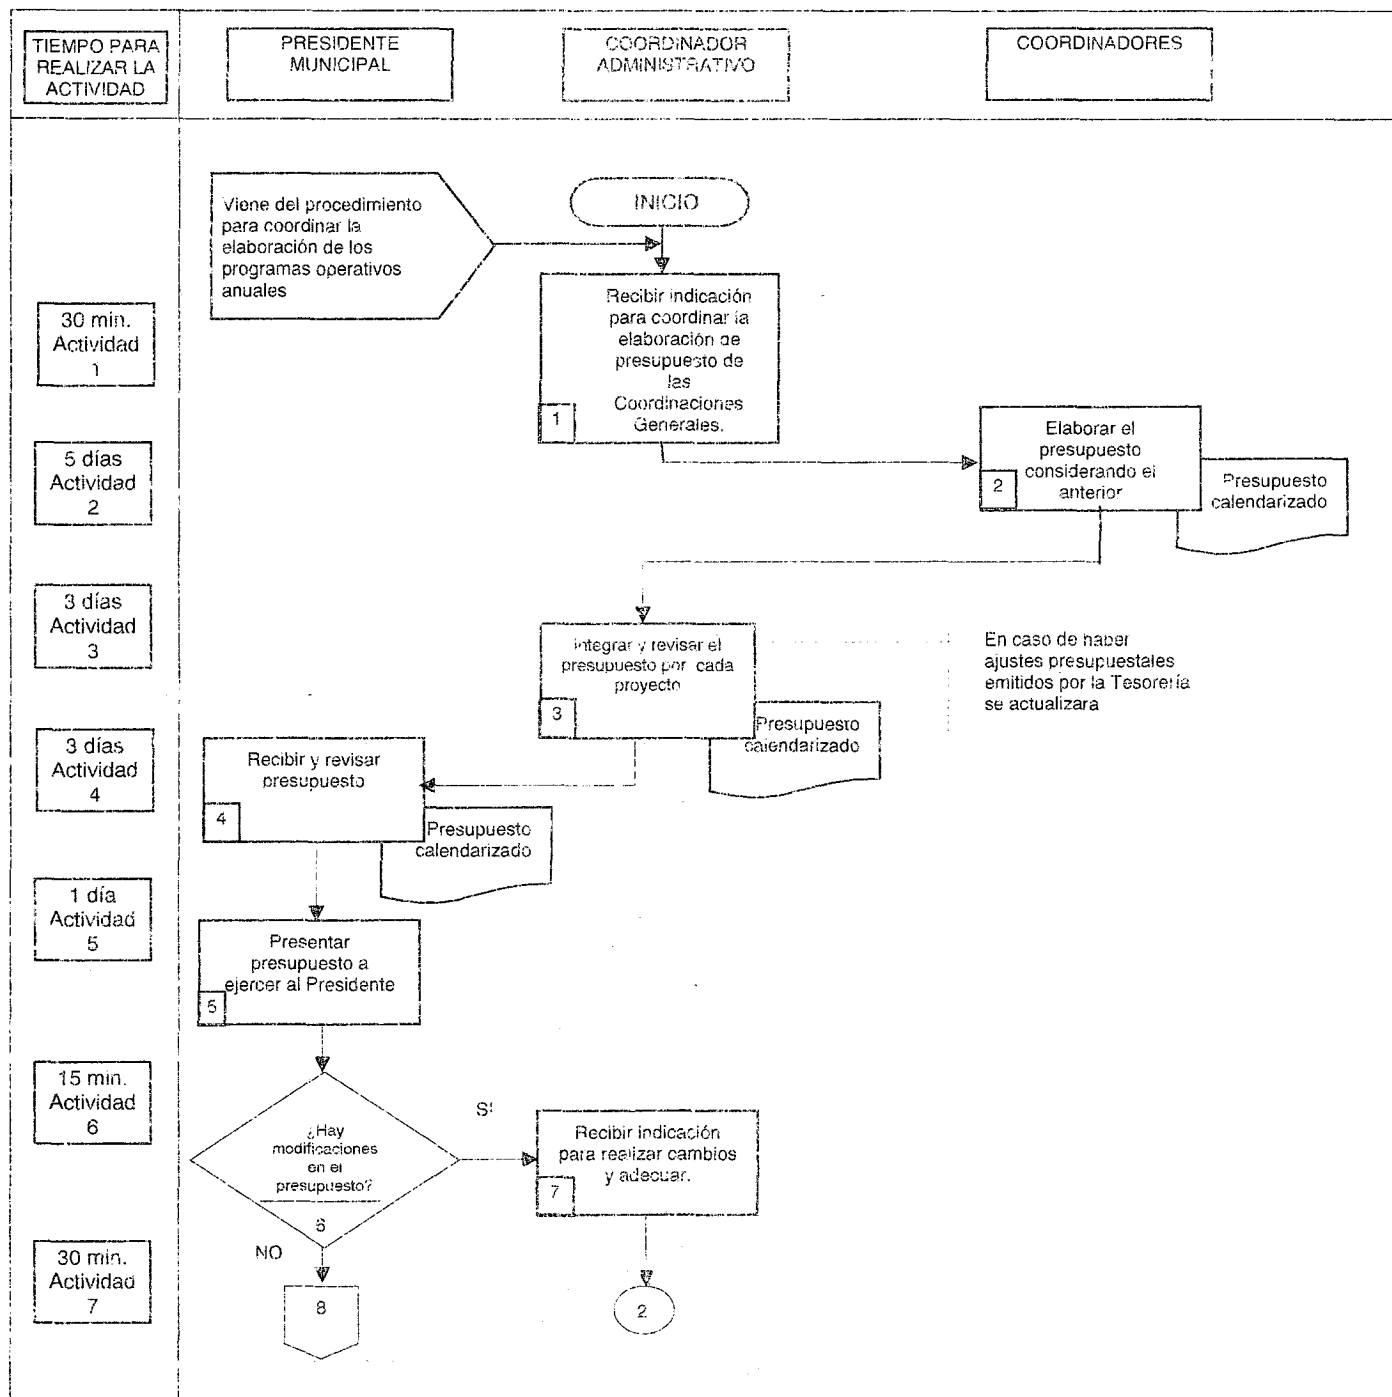 TIEMPO PARA
REALIZAR LA
ACTIVIDAD
PRESIDENTE
MUNICIPAL
COORDINADOR
ADMINISTRATIVO
COORDINADORES
Viene del procedimiento
para coordinar la
elaboración de los
programas operativos
anuales
INICIO
30 min.
Actividad
1
Recibir indicación
para coordinar la
elaboración de
presupuesto de
las
Coordinaciones
Generales.
1
5 días
Actividad
2
Elaborar el
presupuesto
considerando el
anterior
2
Presupuesto
calendarizado
3 días
Actividad
3
Integrar y revisar el
presupuesto por cada
proyecto
3
Presupuesto
calendarizado
En caso de haber
ajustes presupuestales
emitidos por la Tesorería
se actualizara
3 días
Actividad
4
Recibir y revisar
presupuesto
4
Presupuesto
calendarizado
1 día
Actividad
5
Presentar
presupuesto a
ejercer al Presidente
5
15 min.
Actividad
6
¿Hay
modificaciones
en el
presupuesto?
6
SI
Recibir indicación
para realizar cambios
y adecuar.
7
30 min.
Actividad
7
NO
8
2